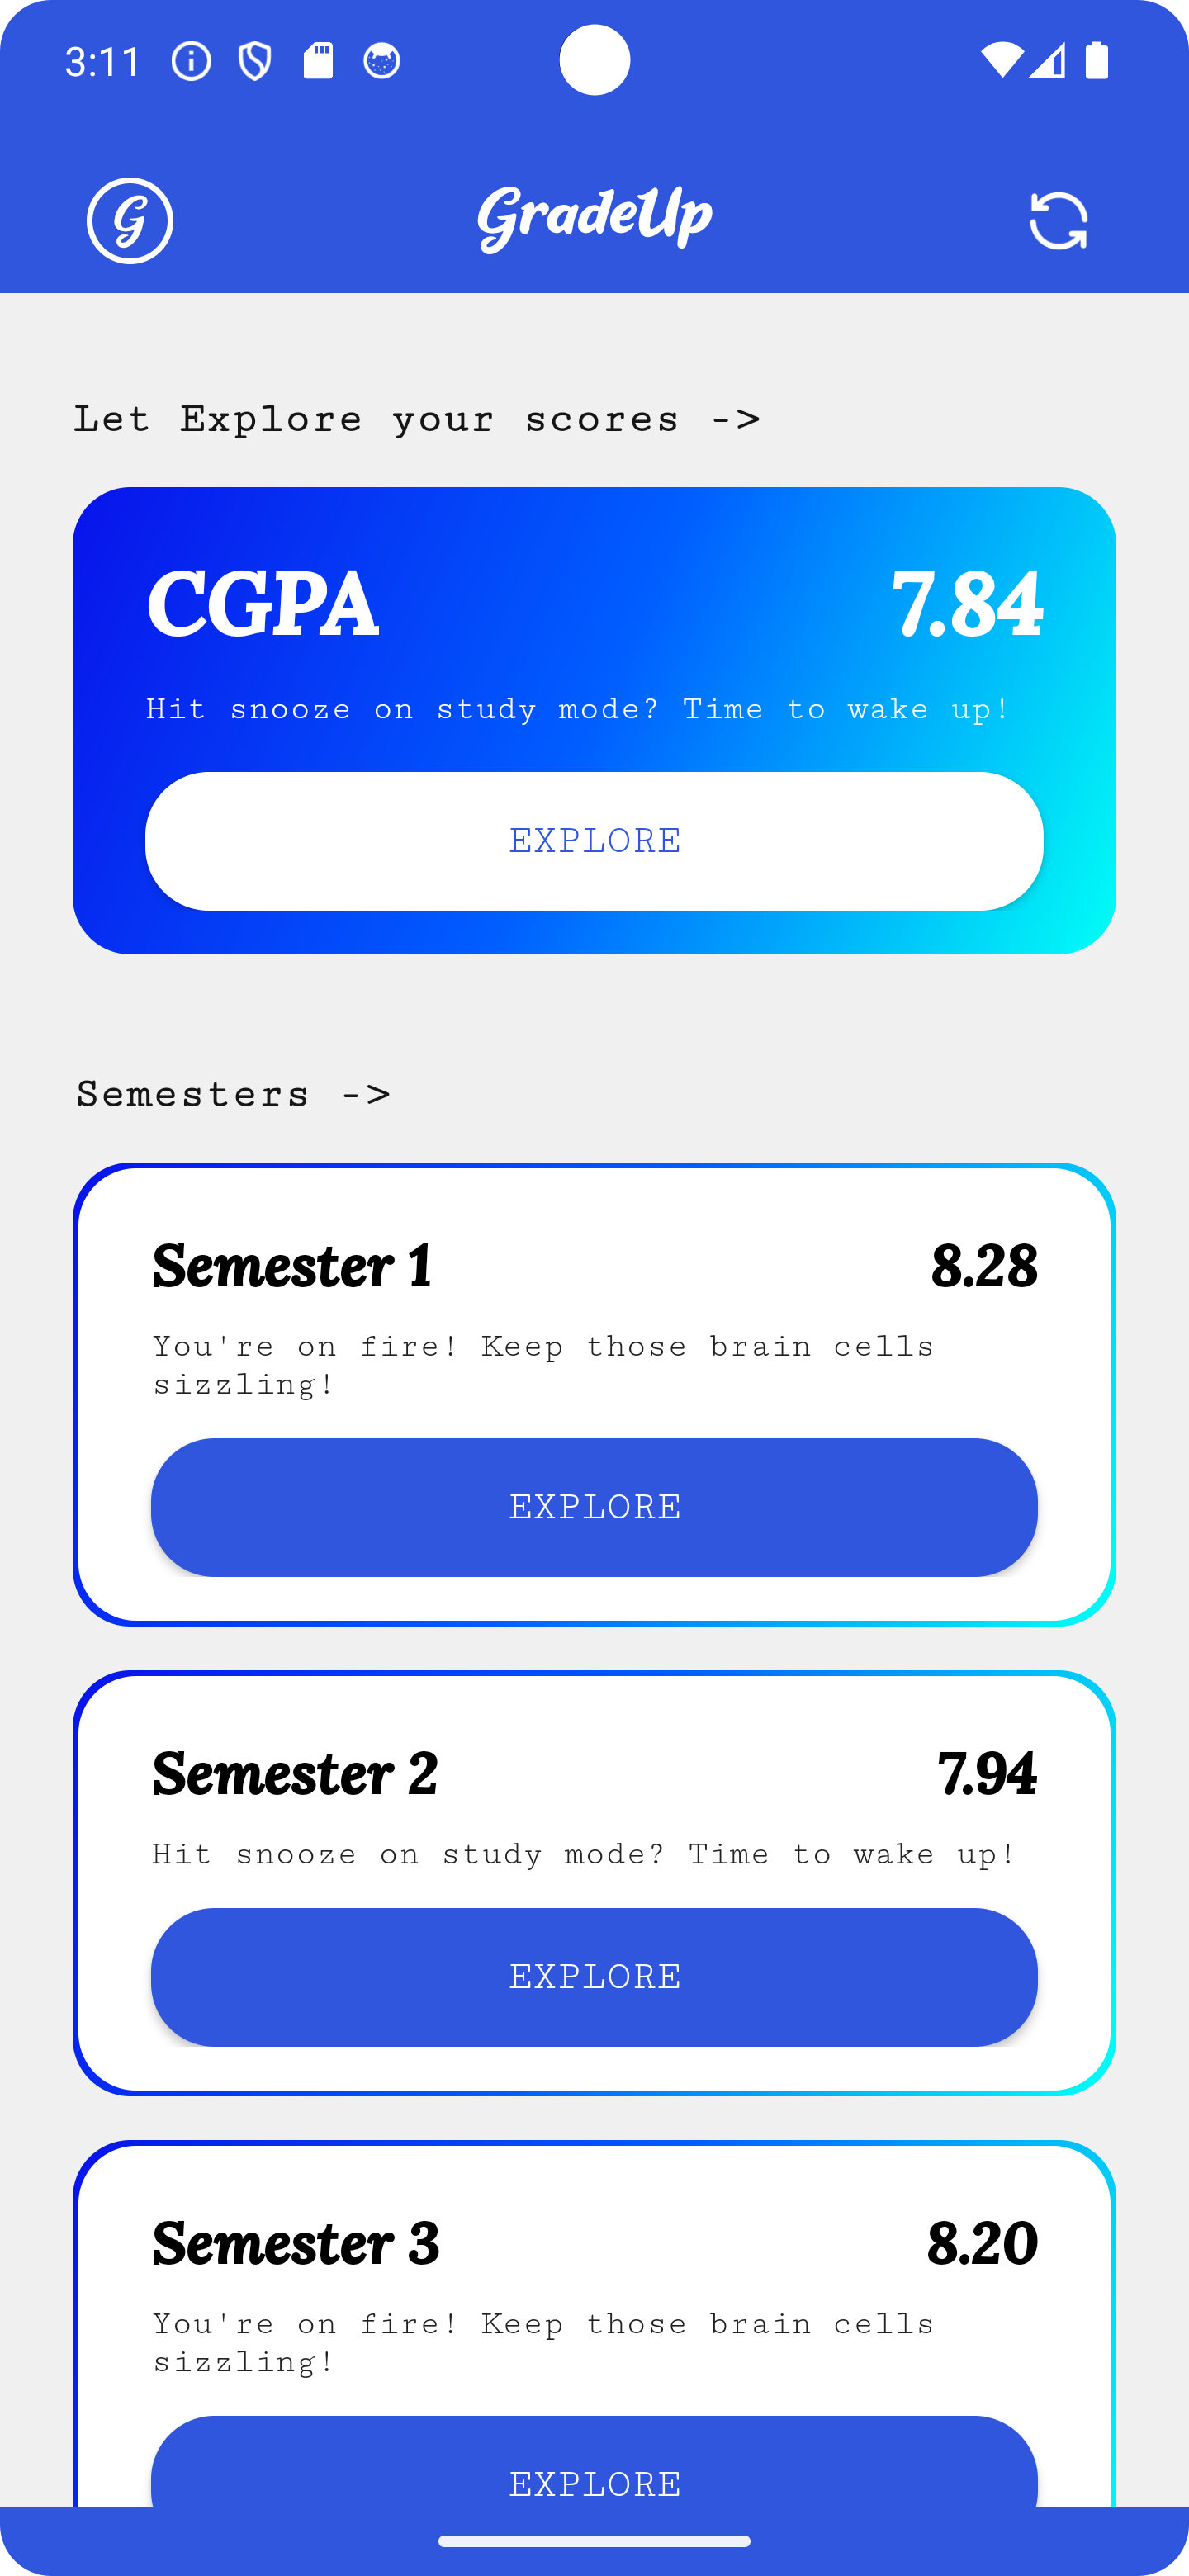 3:11
G
GradeUp
Let Explore your scores ->
CGPA 7.84
Hit snooze on study mode? Time to wake up!
EXPLORE
Semesters ->
Semester 1 8.28
You're on fire! Keep those brain cells
sizzling!
EXPLORE
Semester 2 7.94
Hit snooze on study mode? Time to wake up!
EXPLORE
Semester 3 8.20
You're on fire! Keep those brain cells
sizzling!
EXPLORE